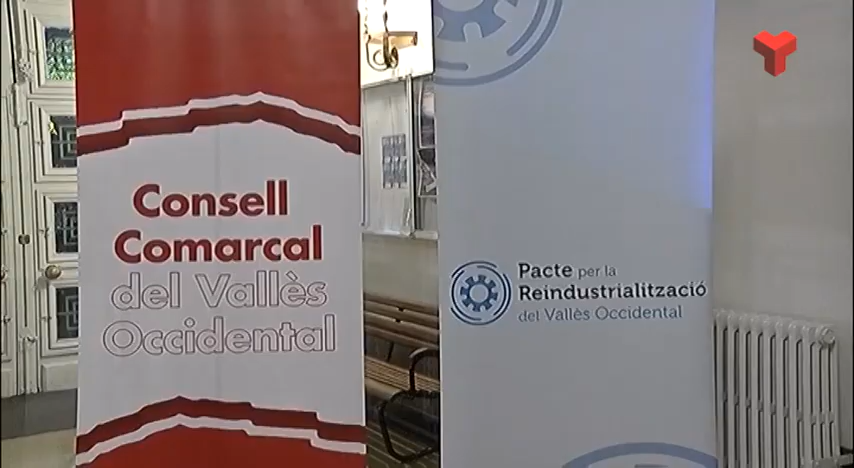 Consell
Comarcal
del Vallès
Occidental
Pacte per la
Reindustrialització
del Vallès Occidental